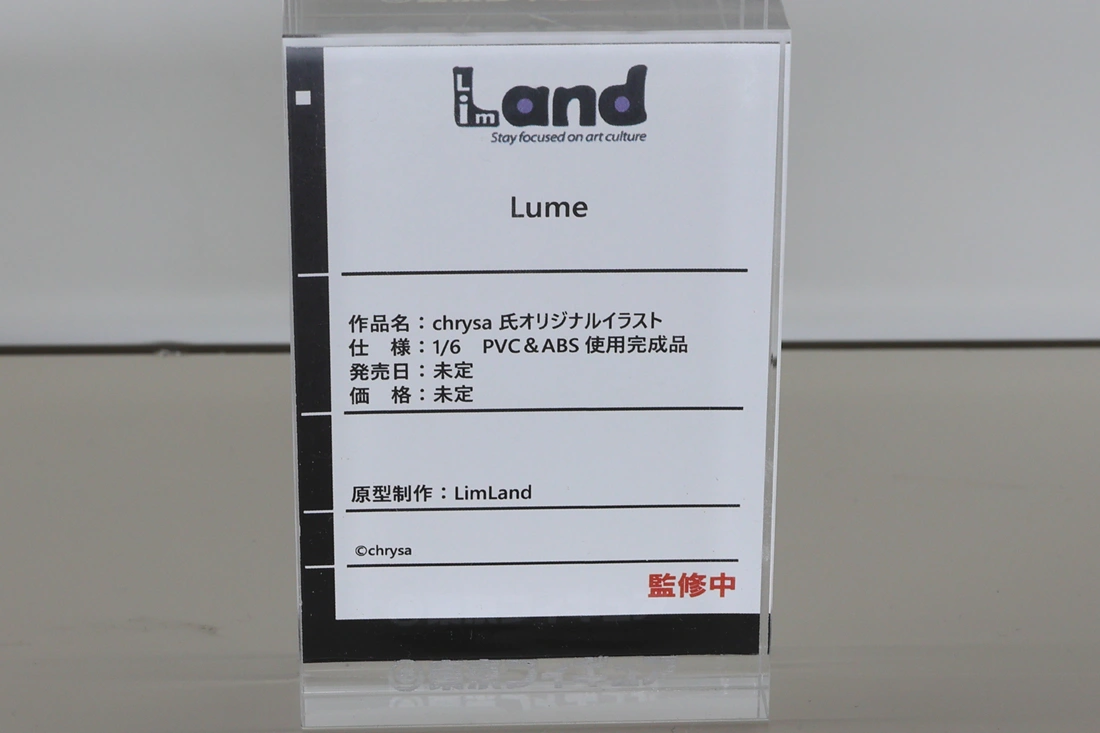 LimLand
Stay focused on art culture
Lume
作品名：chrysa 氏オリジナルイラスト
仕　様：1/6　PVC＆ABS 使用完成品
発売日：未定
価　格：未定
原型制作：LimLand
©chrysa
監修中